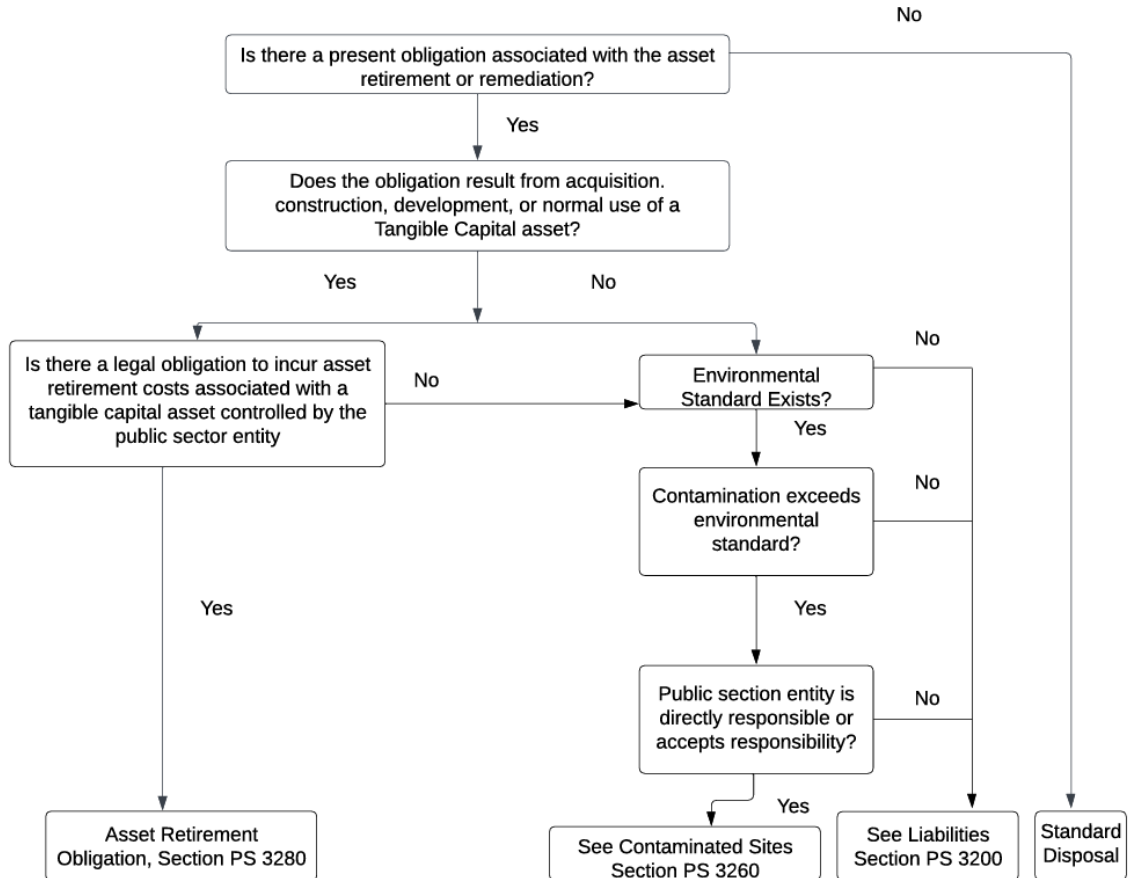 No
Is there a present obligation associated with the asset
retirement or remediation?
Yes
Does the obligation result from acquisition.
construction, development, or normal use of a
Tangible Capital asset?
Yes
No
Is there a legal obligation to incur asset
retirement costs associated with a
tangible capital asset controlled by the
public sector entity
No
Environmental
Standard Exists?
No
Yes
Contamination exceeds
environmental
standard?
No
Yes
Yes
Public section entity is
directly responsible or
accepts responsibility?
No
Yes
Asset Retirement
Obligation, Section PS 3280
See Contaminated Sites
Section PS 3260
See Liabilities
Section PS 3200
Standard
Disposal